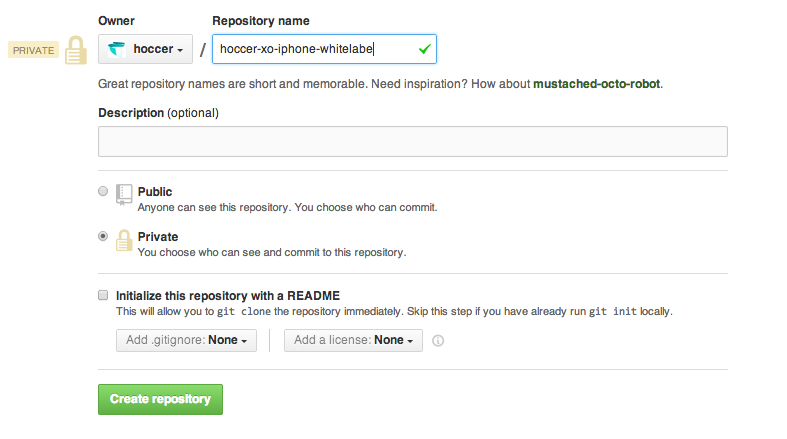 Owner Repository name
PRIVATE hoccer / hoccer-xo-iphone-whitelabe
Great repository names are short and memorable. Need inspiration? How about mustached-octo-robot.
Description (optional)
Public
Anyone can see this repository. You choose who can commit.
Private
You choose who can see and commit to this repository.
Initialize this repository with a README
This will allow you to git clone the repository immediately. Skip this step if you have already run git init locally.
Add .gitignore: None Add a license: None
Create repository